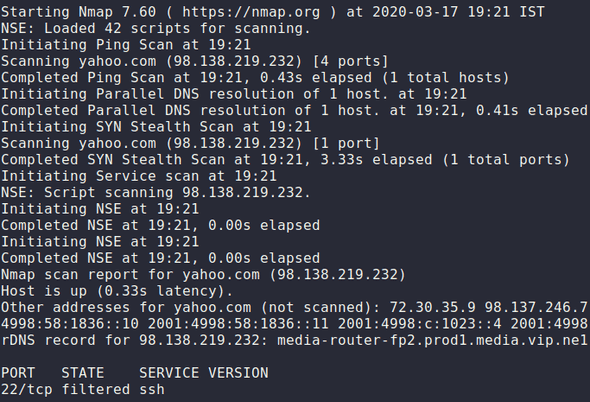 Starting Nmap 7.60 ( https://nmap.org ) at 2020-03-17 19:21 IST
NSE: Loaded 42 scripts for scanning.
Initiating Ping Scan at 19:21
Scanning yahoo.com (98.138.219.232) [4 ports]
Completed Ping Scan at 19:21, 0.43s elapsed (1 total hosts)
Initiating Parallel DNS resolution of 1 host. at 19:21
Completed Parallel DNS resolution of 1 host. at 19:21, 0.41s elapsed
Initiating SYN Stealth Scan at 19:21
Scanning yahoo.com (98.138.219.232) [1 port]
Completed SYN Stealth Scan at 19:21, 3.33s elapsed (1 total ports)
Initiating Service scan at 19:21
NSE: Script scanning 98.138.219.232.
Initiating NSE at 19:21
Completed NSE at 19:21, 0.00s elapsed
Initiating NSE at 19:21
Completed NSE at 19:21, 0.00s elapsed
Nmap scan report for yahoo.com (98.138.219.232)
Host is up (0.33s latency).
Other addresses for yahoo.com (not scanned): 72.30.35.9 98.137.246.7
4998:58:1836::10 2001:4998:58:1836::11 2001:4998:c:1023::4 2001:4998
rDNS record for 98.138.219.232: media-router-fp2.prod1.media.vip.ne1
PORT STATE SERVICE VERSION
22/tcp filtered ssh